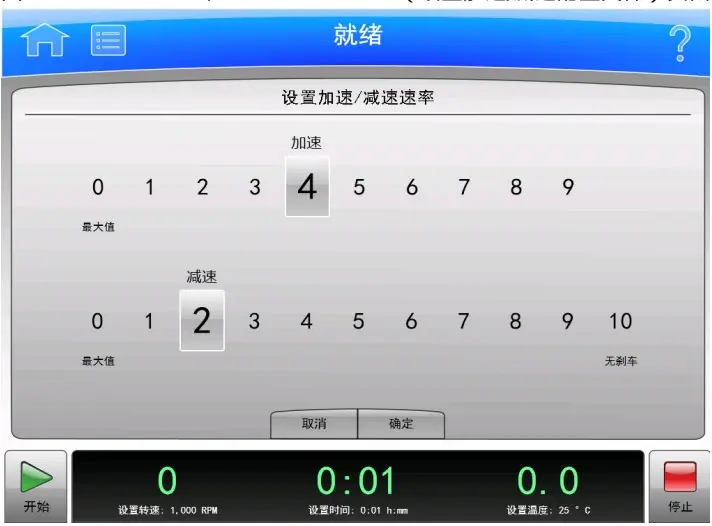 就绪
?
设置加速/减速速率
加速
0 1 2 3 4 5 6 7 8 9
最大值
减速
0 1 2 3 4 5 6 7 8 9 10
最大值 无刹车
取消 确定
0 0:01 0.0
开始 设置转速: 1,000 RPM 设置时间: 0:01 h:mm 设置温度: 25 °C 停止